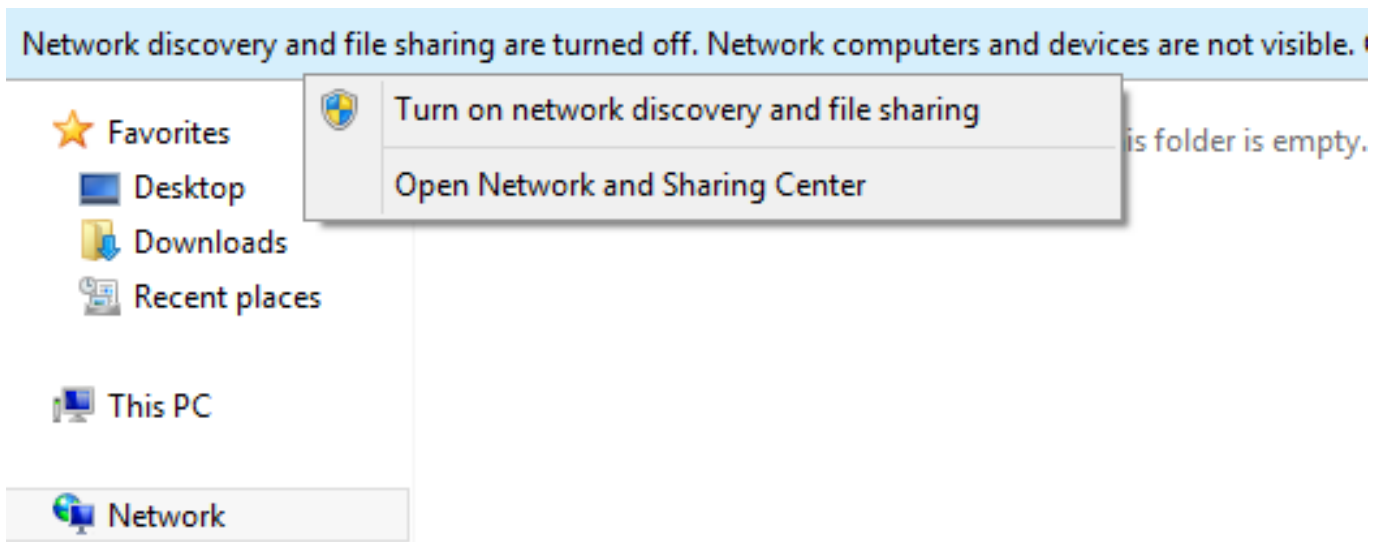 Network discovery and file sharing are turned off. Network computers and devices are not visible.
Turn on network discovery and file sharing
Open Network and Sharing Center
is folder is empty.
Favorites
Desktop
Downloads
Recent places
This PC
Network